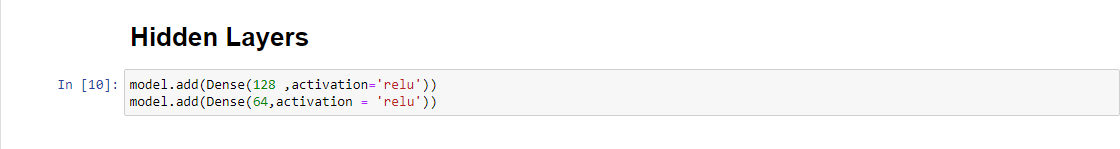 Hidden Layers
In [10]: model.add(Dense(128 ,activation='relu'))
model.add(Dense(64,activation = 'relu'))